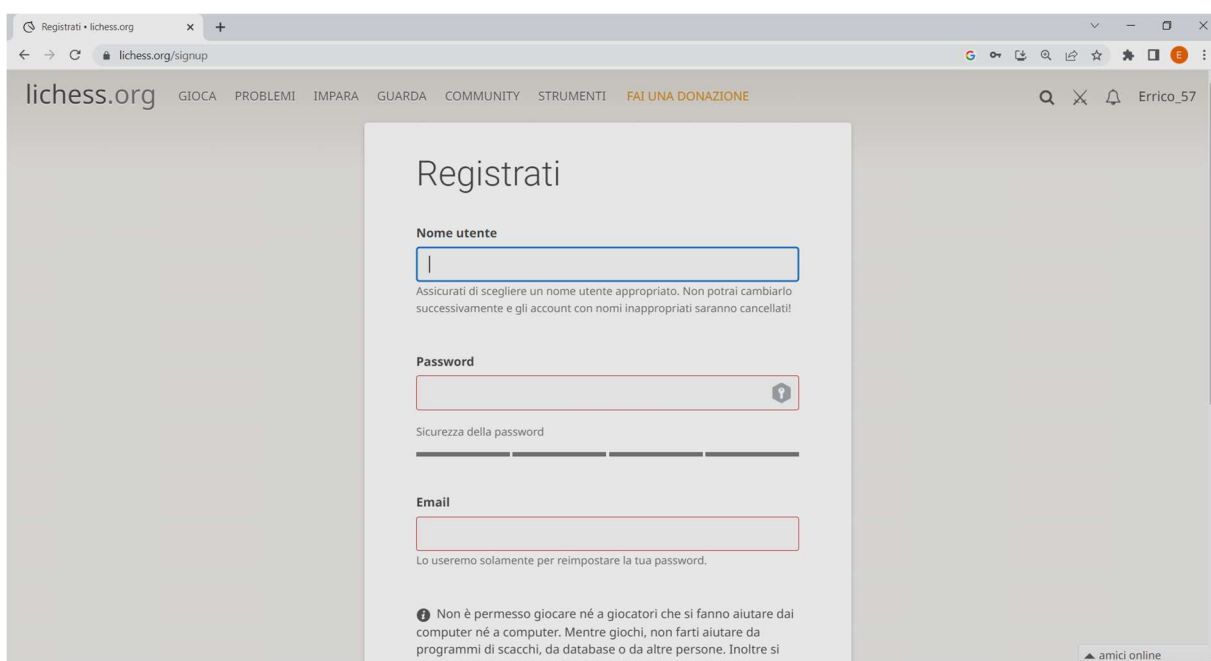 Registrati • lichess.org
lichess.org/signup
G
E
lichess.org GIOCA PROBLEMI IMPARA GUARDA COMMUNITY STRUMENTI FAI UNA DONAZIONE Errico_57
Registrati
Nome utente
Assicurati di scegliere un nome utente appropriato. Non potrai cambiarlo
successivamente e gli account con nomi inappropriati saranno cancellati!
Password
Sicurezza della password
Email
Lo useremo solamente per reimpostare la tua password.
Non è permesso giocare né a giocatori che si fanno aiutare dai
computer né a computer. Mentre giochi, non farti aiutare da
programmi di scacchi, da database o da altre persone. Inoltre si
amici online